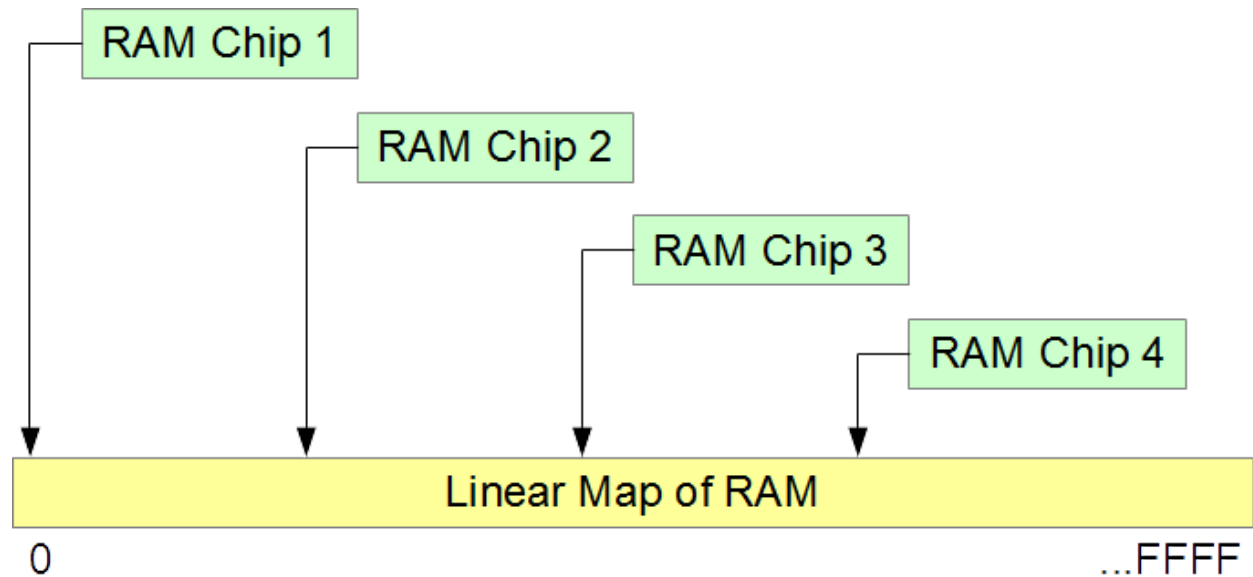 RAM Chip 1
RAM Chip 2
RAM Chip 3
RAM Chip 4
Linear Map of RAM
0
...FFFF